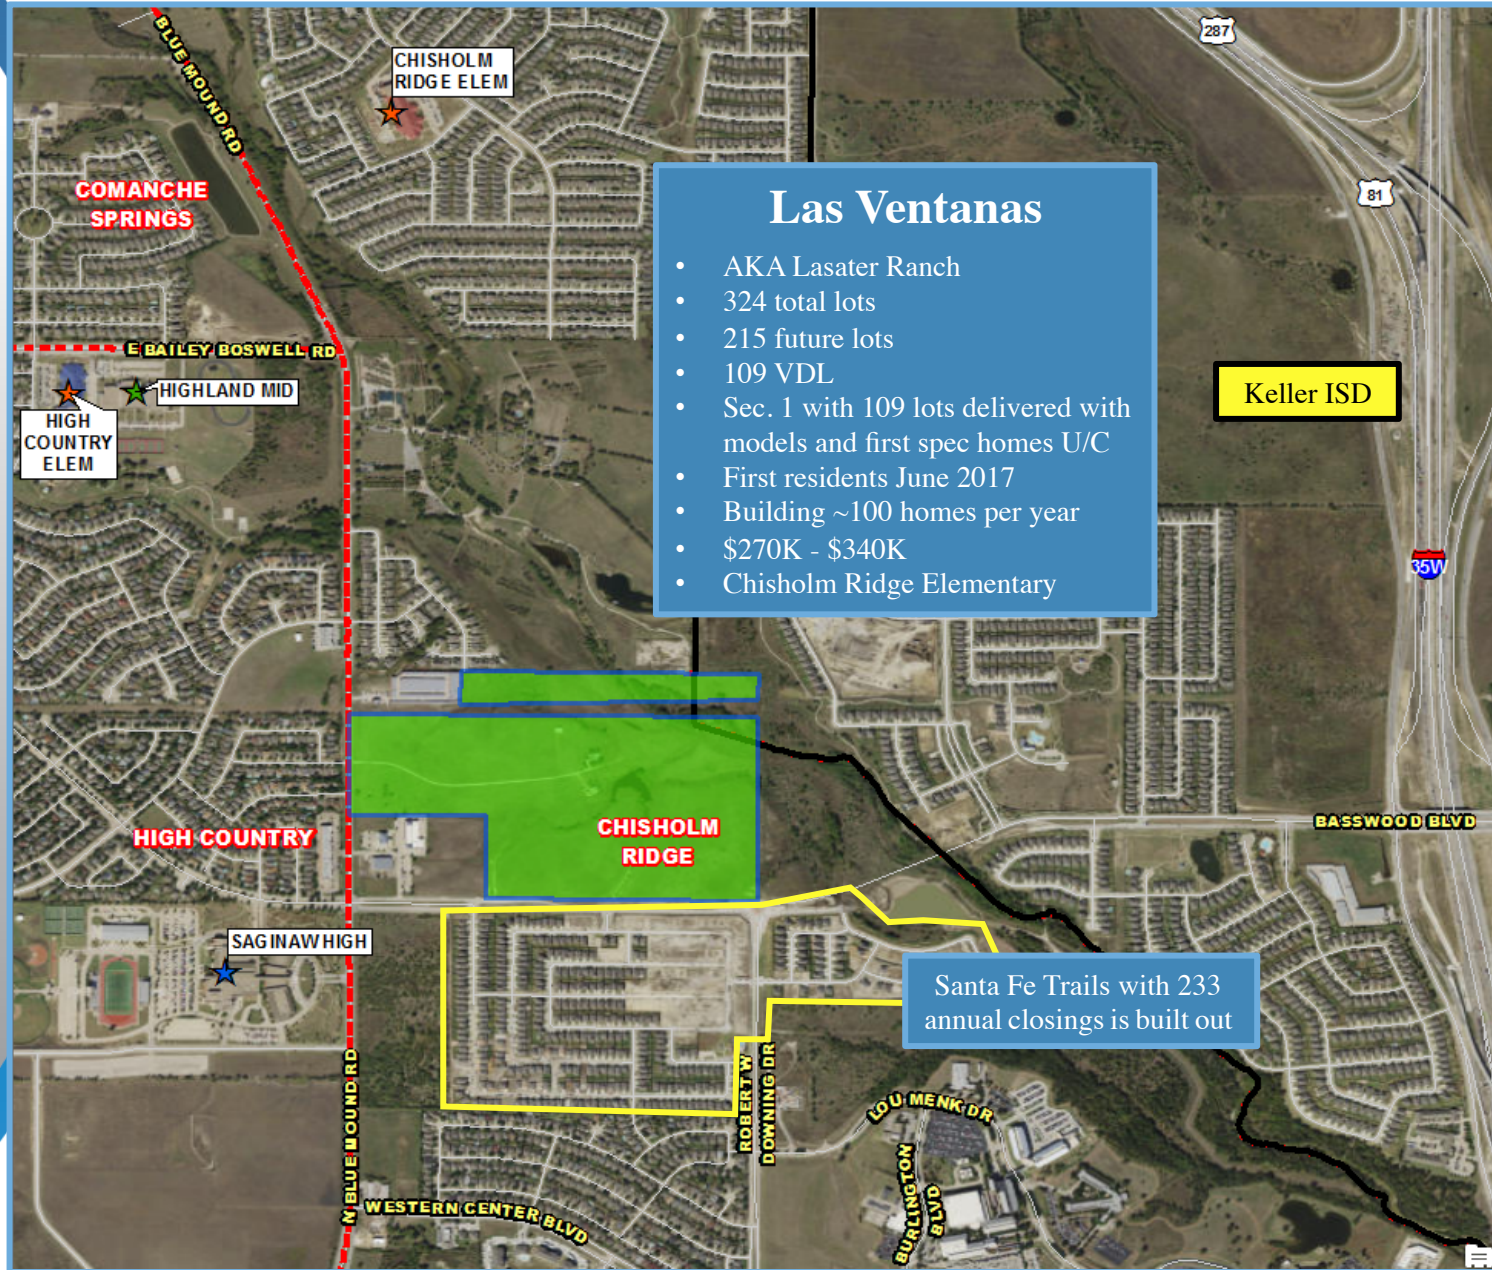 287
BLUE MOUND RD
CHISHOLM
RIDGE ELEM
COMANCHE
SPRINGS
81
Las Ventanas
• AKA Lasater Ranch
• 324 total lots
• 215 future lots
• 109 VDL
• Sec. 1 with 109 lots delivered with
models and first spec homes U/C
• First residents June 2017
• Building ~100 homes per year
• $270K - $340K
• Chisholm Ridge Elementary
E BAILEY BOSWELL RD
HIGHLAND MID
HIGH
COUNTRY
ELEM
Keller ISD
35W
CHISHOLM
RIDGE
HIGH COUNTRY
BASSWOOD BLVD
SAGINAW HIGH
Santa Fe Trails with 233
annual closings is built out
N BLUE MOUND RD
ROBERT W
DOWNING DR
LOU MENK DR
BURLINGTON
BLVD
WESTERN CENTER BLVD